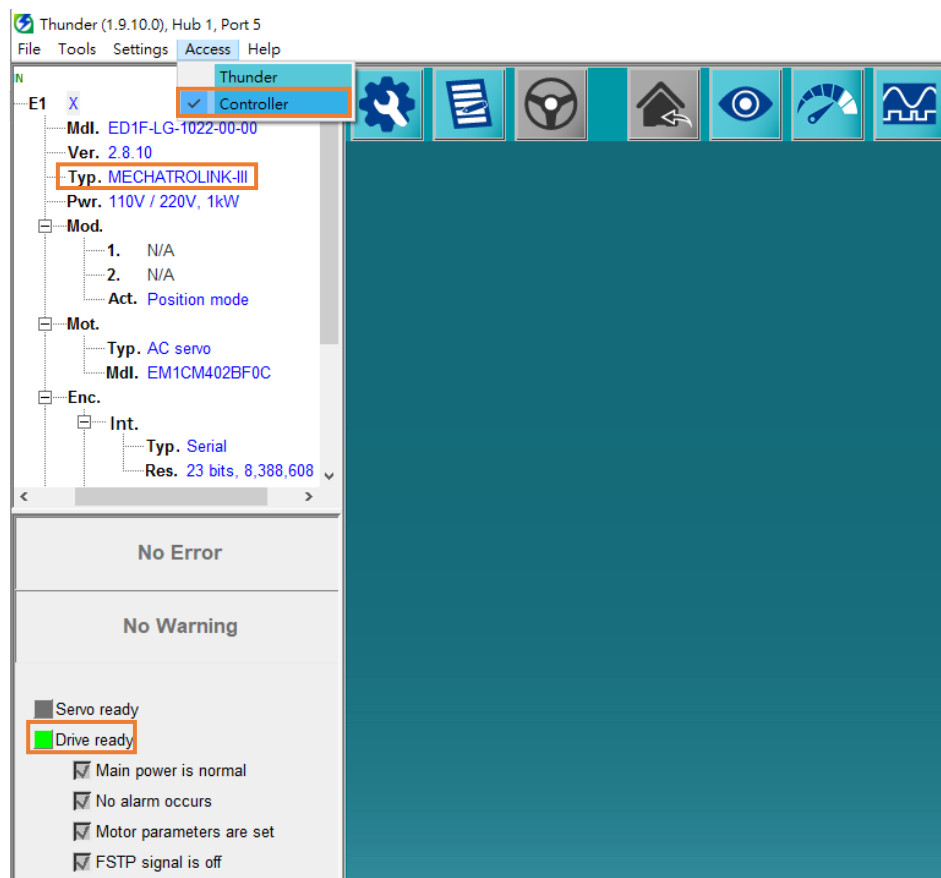 Thunder (1.9.10.0), Hub 1, Port 5
File Tools Settings Access Help
Thunder
Controller
IN
E1 X
Mdl. ED1F-LG-1022-00-00
Ver. 2.8.10
Typ. MECHATROLINK-III
Pwr. 110V / 220V, 1kW
Mod.
1. N/A
2. N/A
Act. Position mode
Mot.
Typ. AC servo
Mdl. EM1CM402BF0C
Enc.
Int.
Typ. Serial
Res. 23 bits, 8,388,608
No Error
No Warning
Servo ready
Drive ready
Main power is normal
No alarm occurs
Motor parameters are set
FSTP signal is off